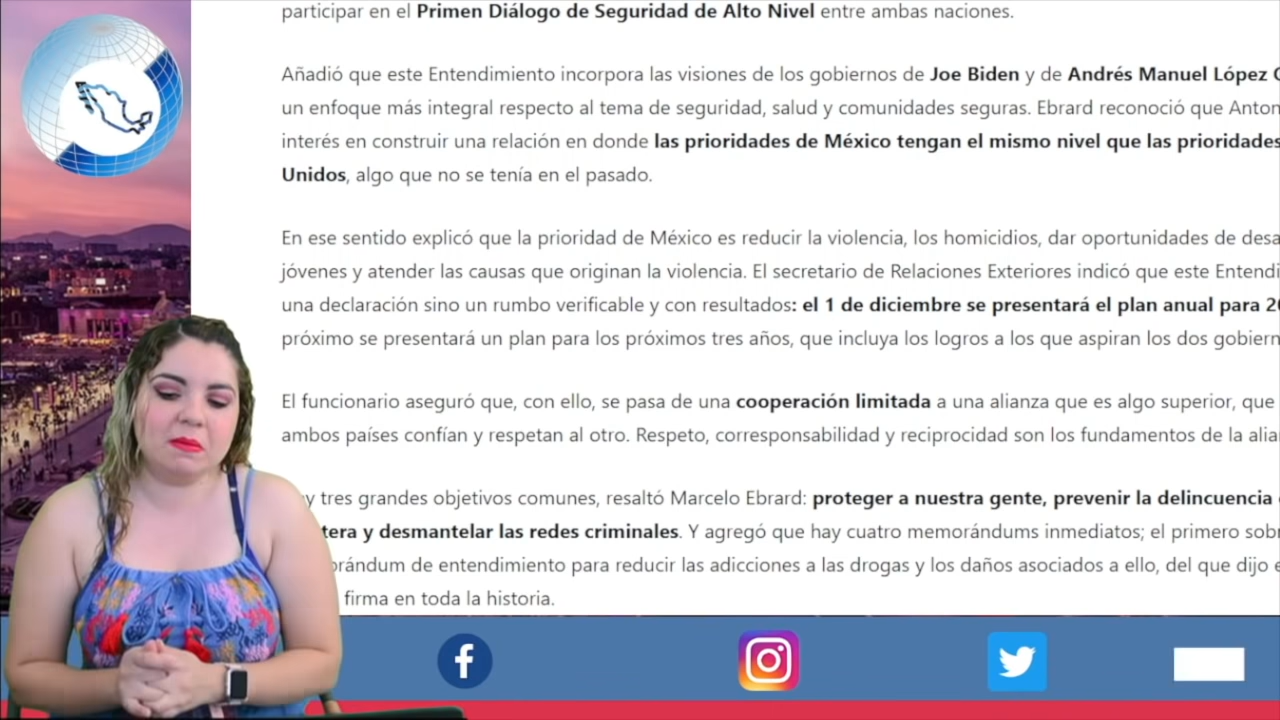 participar en el Primen Diálogo de Seguridad de Alto Nivel entre ambas naciones.
Añadió que este Entendimiento incorpora las visiones de los gobiernos de Joe Biden y de Andrés Manuel López
un enfoque más integral respecto al tema de seguridad, salud y comunidades seguras. Ebrard reconoció que Anton
interés en construir una relación en donde las prioridades de México tengan el mismo nivel que las prioridades
Unidos, algo que no se tenía en el pasado.
En ese sentido explicó que la prioridad de México es reducir la violencia, los homicidios, dar oportunidades de desa
jóvenes y atender las causas que originan la violencia. El secretario de Relaciones Exteriores indicó que este Entendi
una declaración sino un rumbo verificable y con resultados: el 1 de diciembre se presentará el plan anual para 20
próximo se presentará un plan para los próximos tres años, que incluya los logros a los que aspiran los dos gobiern
El funcionario aseguró que, con ello, se pasa de una cooperación limitada a una alianza que es algo superior, que
ambos países confían y respetan al otro. Respeto, corresponsabilidad y reciprocidad son los fundamentos de la alia
y tres grandes objetivos comunes, resaltó Marcelo Ebrard: proteger a nuestra gente, prevenir la delincuencia
tera y desmantelar las redes criminales. Y agregó que hay cuatro memorándums inmediatos; el primero sob
orándum de entendimiento para reducir las adicciones a las drogas y los daños asociados a ello, del que dijo e
firma en toda la historia.